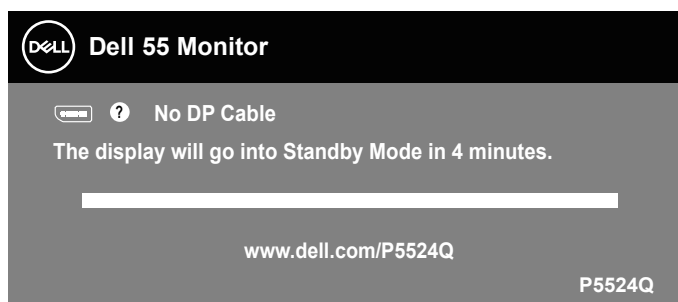 DELL Dell 55 Monitor
? No DP Cable
The display will go into Standby Mode in 4 minutes.
www.dell.com/P5524Q
P5524Q